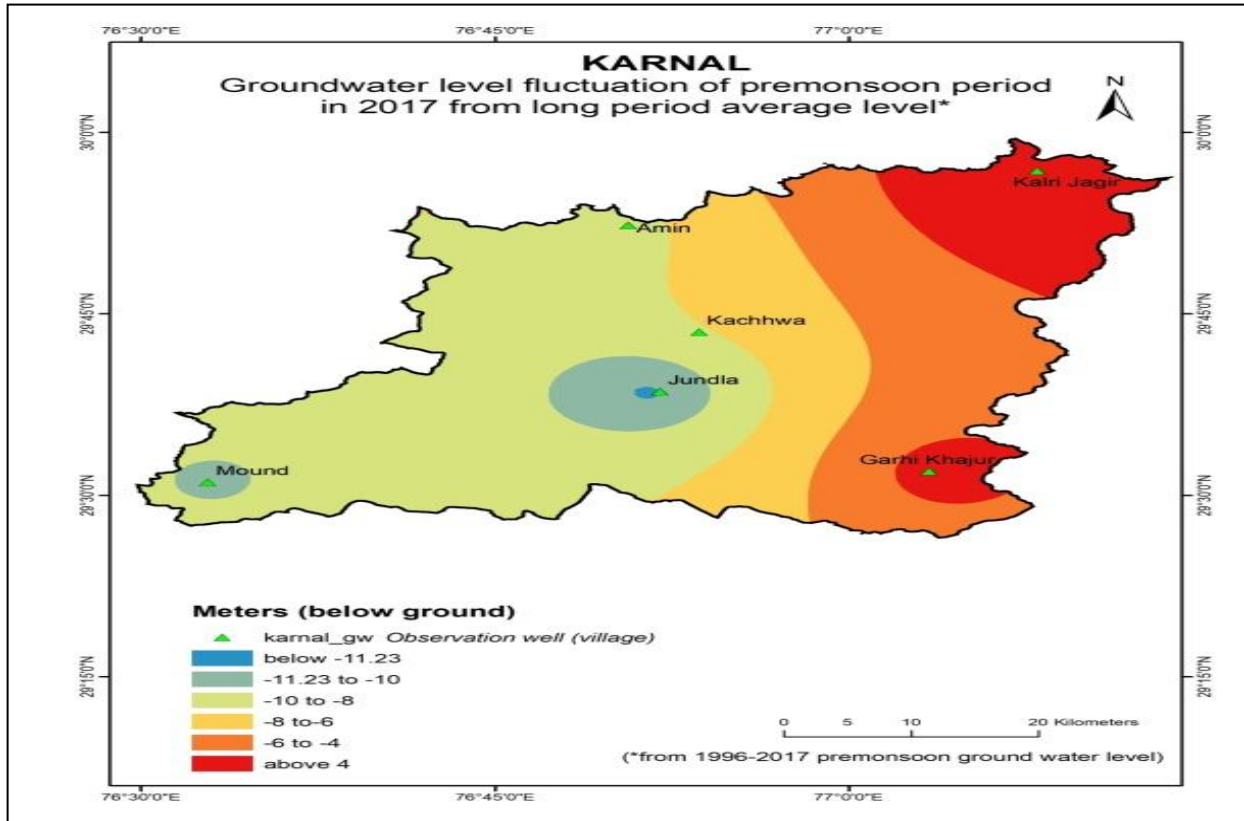 76°30'0"E 76°45'0"E 77°0'0"E
KARNAL
Groundwater level fluctuation of premonsoon period
in 2017 from long period average level*
N
30°0'0"N 30°0'0"N
Kalri Jagir
Amin
29°45'0"N 29°45'0"N
Kachhwa
Jundla
Garhi Khajur
Mound
29°30'0"N 29°30'0"N
Meters (below ground)
karnal_gw Observation well (village)
below -11.23
-11.23 to -10
-10 to -8
-8 to-6
-6 to -4
above 4
29°15'0"N 29°15'0"N
0 5 10 20 Kilometers
(*from 1996-2017 premonsoon ground water level)
76°30'0"E 76°45'0"E 77°0'0"E